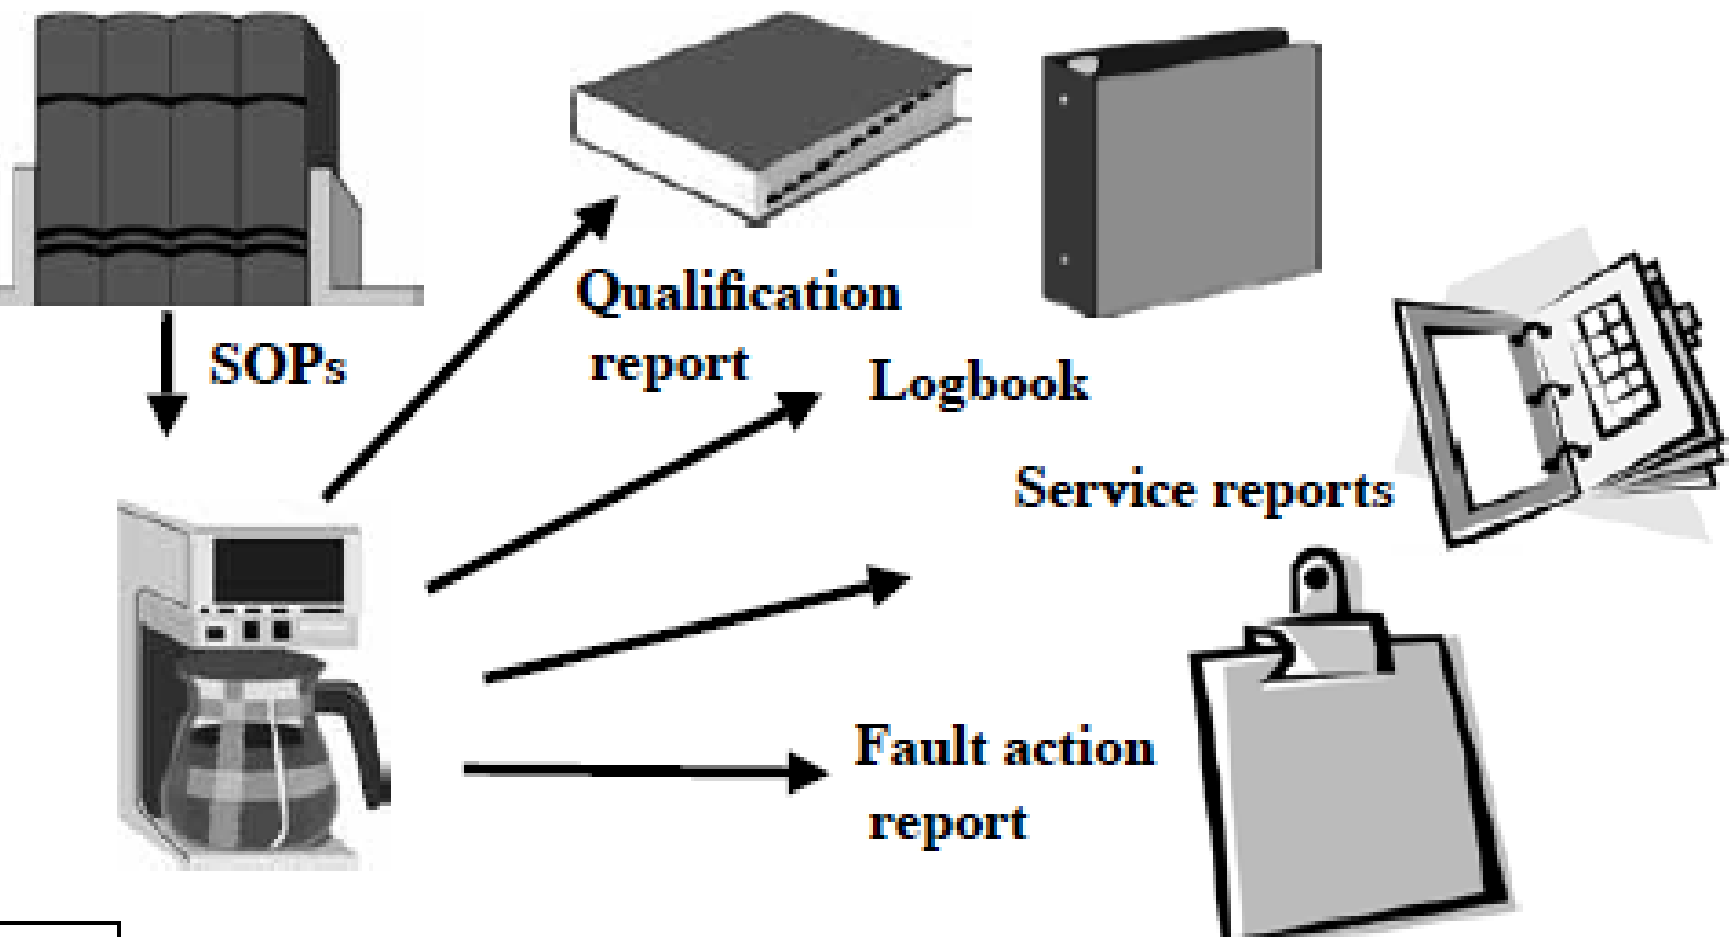 SOPs
Qualification
report
Logbook
Service reports
Fault action
report